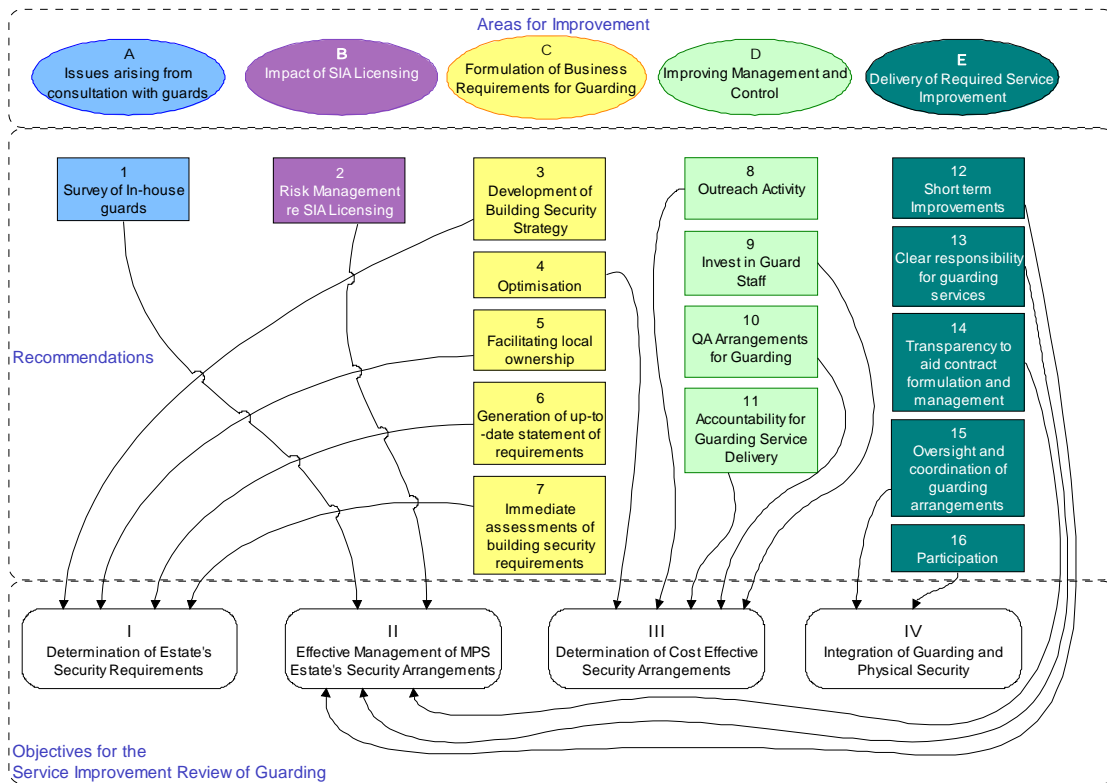 Areas for Improvement
A
Issues arising from
consultation with guards
B
Impact of SIA Licensing
C
Formulation of Business
Requirements for Guarding
D
Improving Management and
Control
E
Delivery of Required Service
Improvement
Recommendations
1
Survey of In-house
guards
2
Risk Management
re SIA Licensing
3
Development of
Building Security
Strategy
4
Optimisation
5
Facilitating local
ownership
6
Generation of up-to
-date statement of
requirements
7
Immediate
assessments of
building security
requirements
8
Outreach Activity
9
Invest in Guard
Staff
10
QA Arrangements
for Guarding
11
Accountability for
Guarding Service
Delivery
12
Short term
Improvements
13
Clear responsibility
for guarding
services
14
Transparency to
aid contract
formulation and
management
15
Oversight and
coordination of
guarding
arrangements
16
Participation
I
Determination of Estate's
Security Requirements
II
Effective Management of MPS
Estate's Security Arrangements
III
Determination of Cost Effective
Security Arrangements
IV
Integration of Guarding and
Physical Security
Objectives for the
Service Improvement Review of Guarding